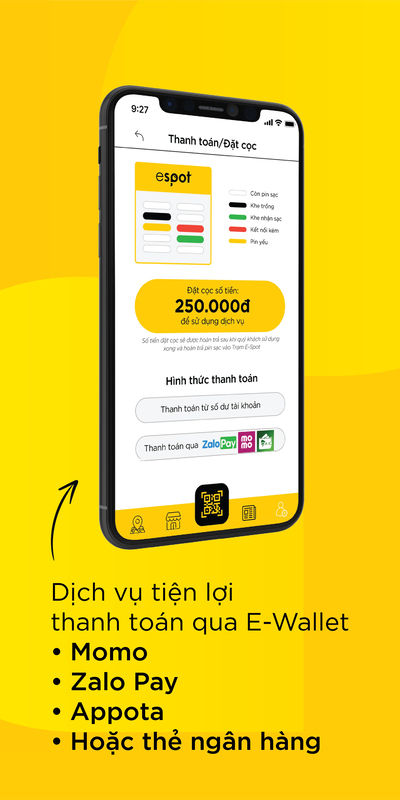 9:27
Thanh toán/Đặt cọc
espot
Còn pin sạc
Khe trống
Khe nhận sạc
Kết nối kém
Pin yếu
Đặt cọc số tiền:
250.000đ
để sử dụng dịch vụ
Số tiền đặt cọc sẽ được hoàn trả sau khi quý khách sử dụng
xong và hoàn trả pin sạc vào Trạm E-Spot
Hình thức thanh toán
Thanh toán từ số dư tài khoản
Thanh toán qua ZaloPay mo mo
Dịch vụ tiện lợi
thanh toán qua E-Wallet
• Momo
• Zalo Pay
• Appota
• Hoặc thẻ ngân hàng